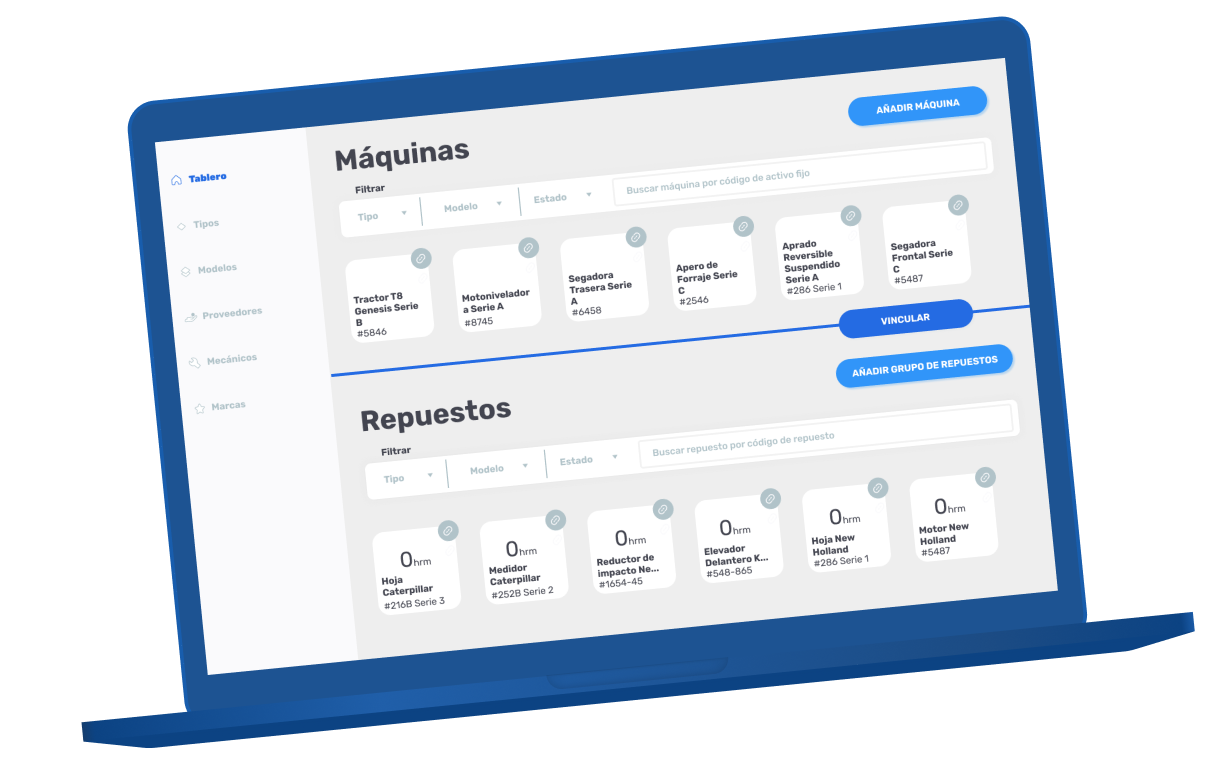 Tablero
Tipos
Modelos
Proveedores
Mecánicos
Marcas
AÑADIR MÁQUINA
Máquinas
Filtrar
Tipo
Modelo
Estado
Buscar máquina por código de activo fijo
Tractor T8
Genesis Serie
B
#5846
Motonivelador
a Serie A
#8745
Segadora
Trasera Serie
A
#6458
Apero de
Forraje Serie
C
#2546
Aprado
Reversible
Suspendido
Serie A
#286 Serie 1
Segadora
Frontal Serie
C
#5487
VINCULAR
AÑADIR GRUPO DE REPUESTOS
Repuestos
Filtrar
Tipo
Modelo
Estado
Buscar repuesto por código de repuesto
0hrm
Hoja
Caterpillar
#216B Serie 3
0hrm
Medidor
Caterpillar
#252B Serie 2
0hrm
Reductor de
impacto Ne...
#1654-45
0hrm
Elevador
Delantero K...
#548-865
0hrm
Hoja New
Holland
#286 Serie 1
0hrm
Motor New
Holland
#5487